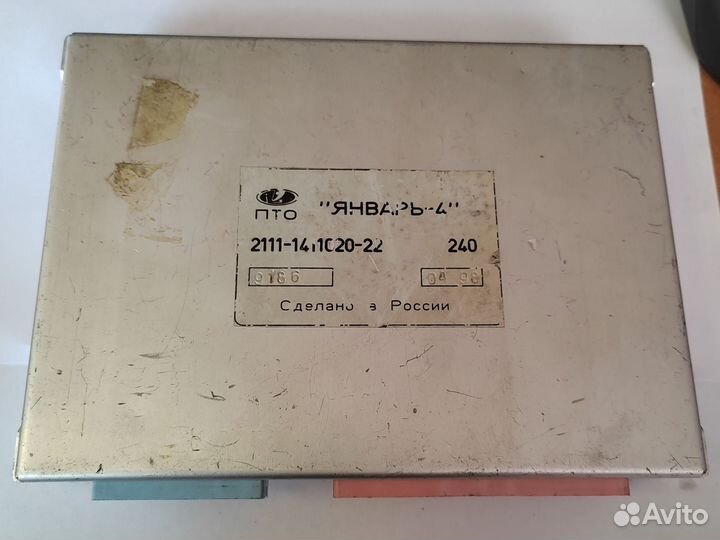 ПТО "ЯНВАРЬ-4"
2111-1411020-22 240
9186 04 98
Сделано в России
Avito